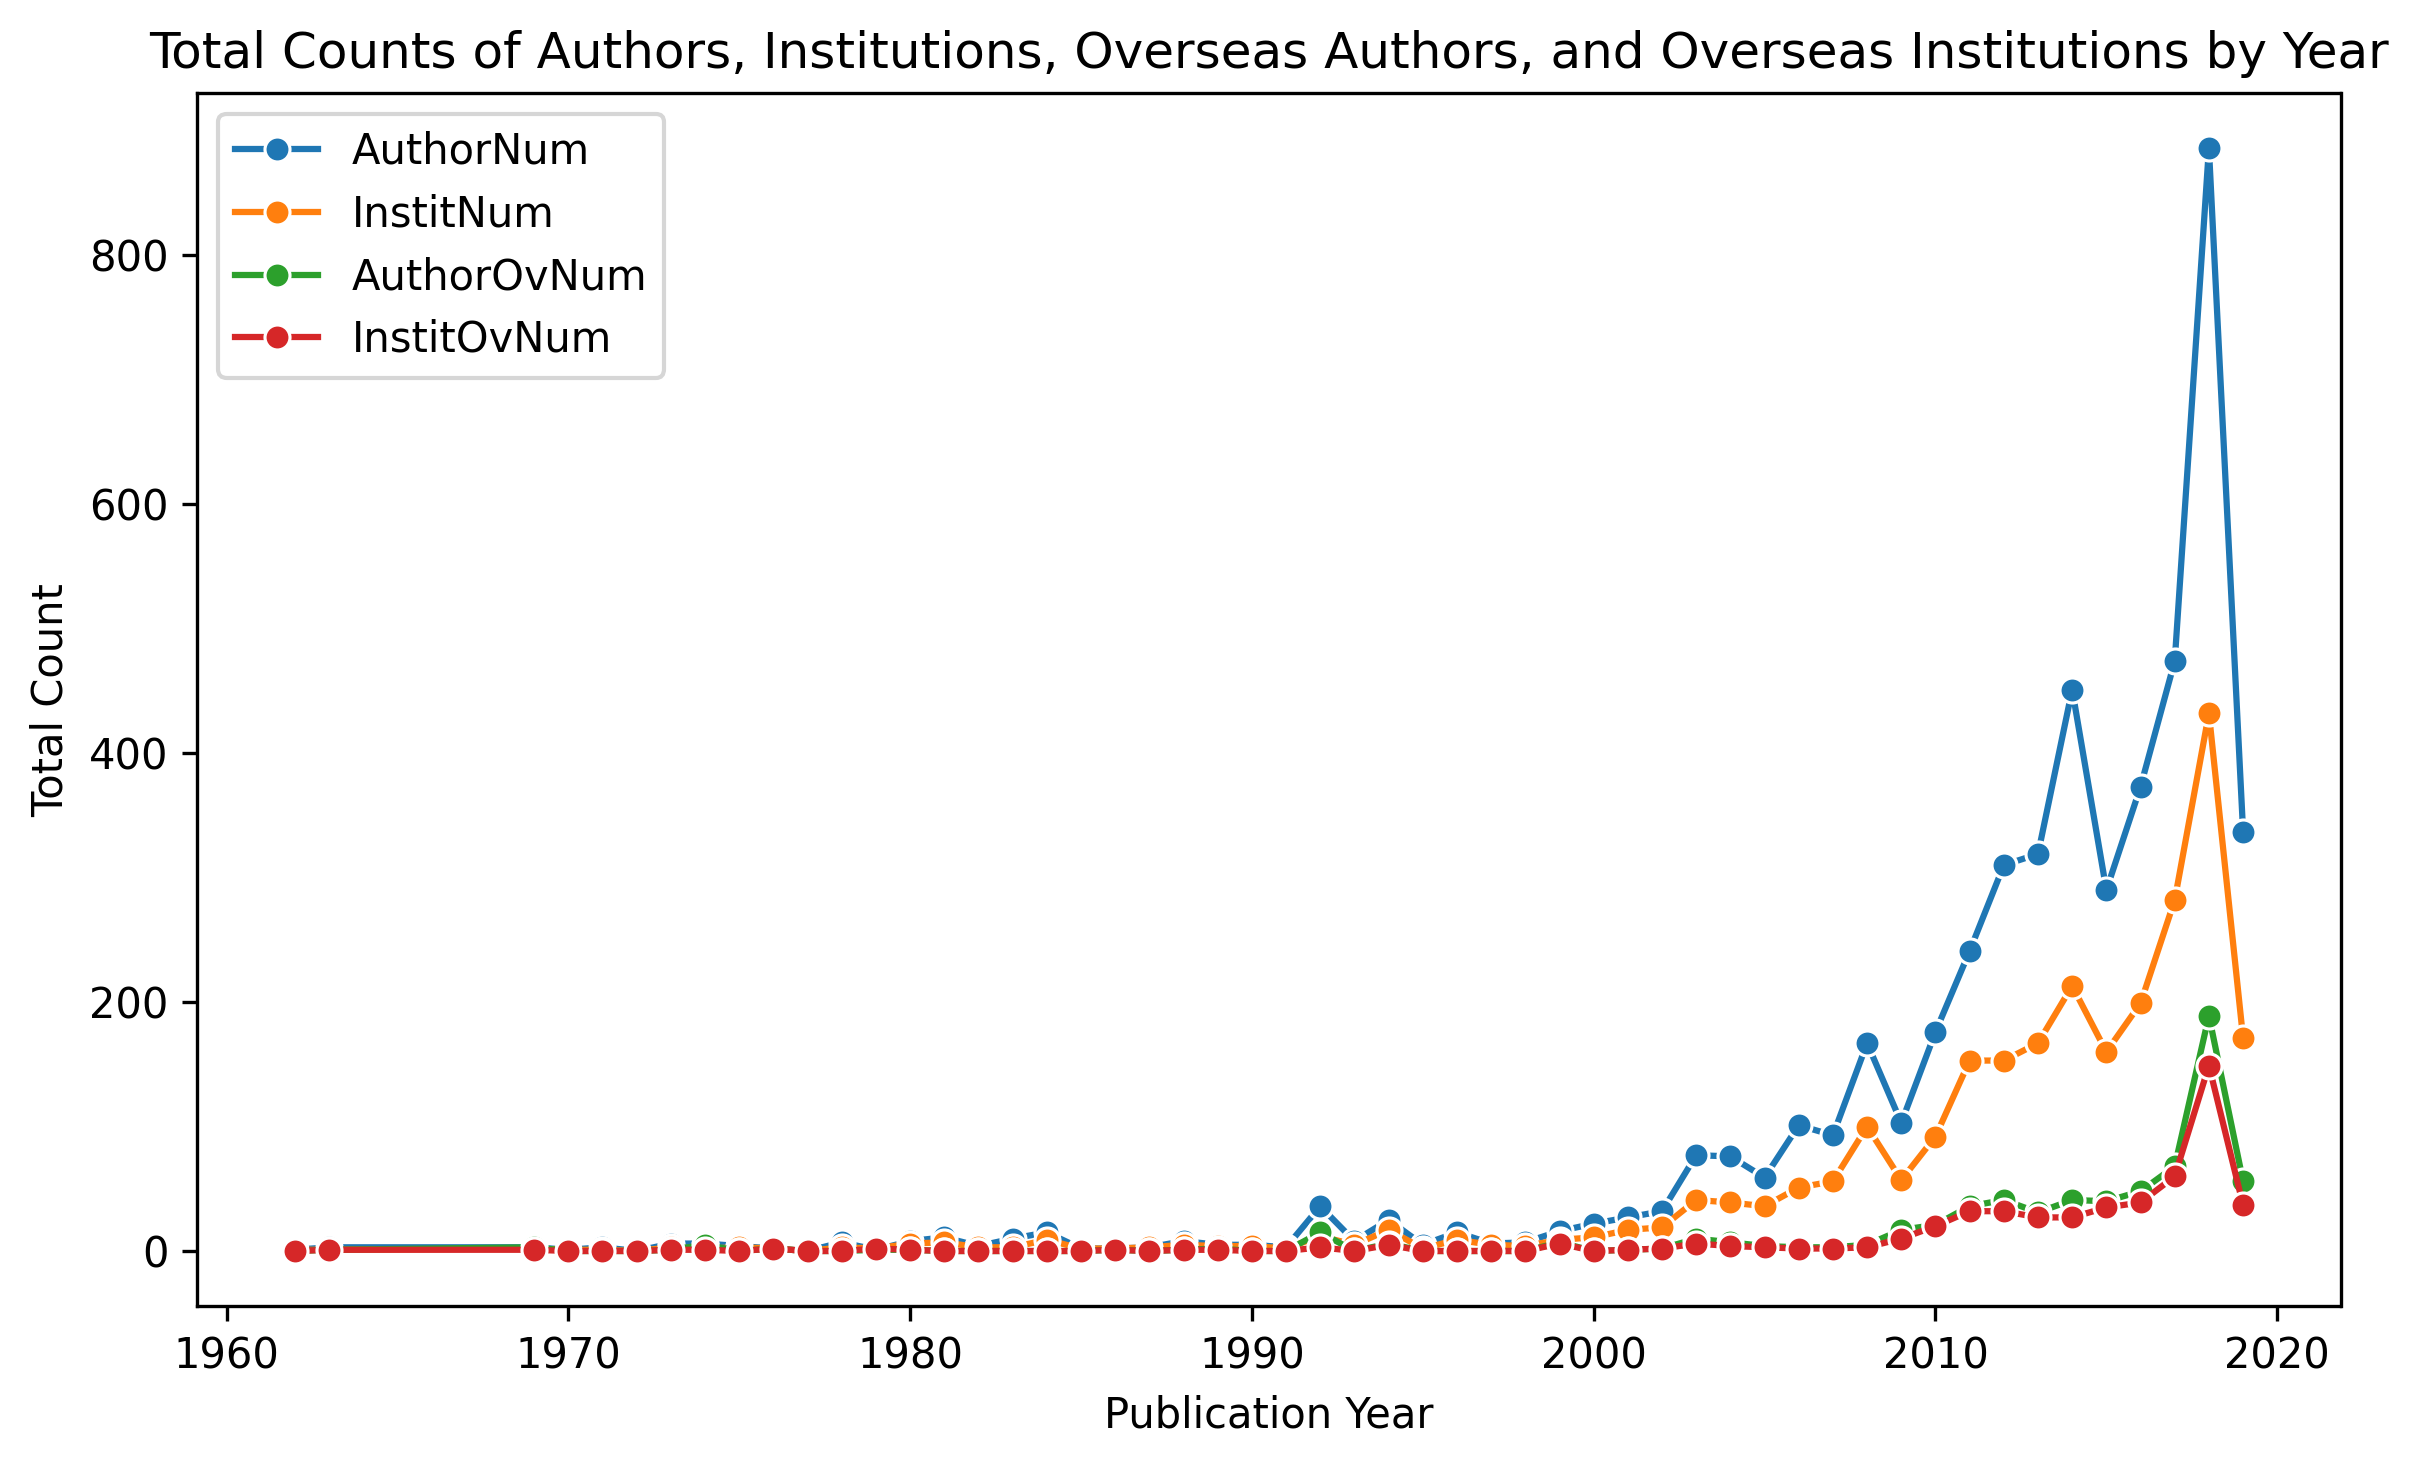 Total Counts of Authors, Institutions, Overseas Authors, and Overseas Institutions by Year
AuthorNum
InstitNum
AuthorOvNum
InstitOvNum
800
600
400
200
0
Total Count
1960 1970 1980 1990 2000 2010 2020
Publication Year